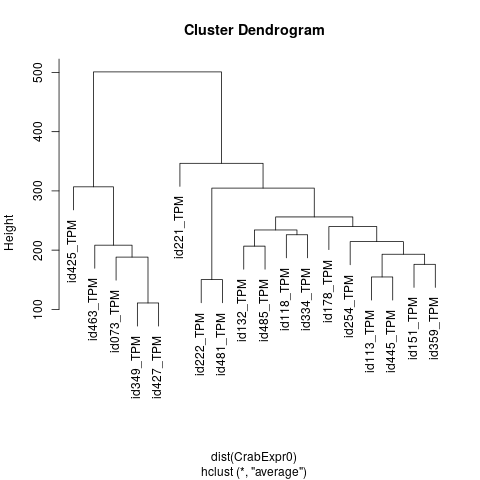 Cluster Dendrogram
Height
500
400
300
200
100
id425_TPM
id463_TPM
id073_TPM
id349_TPM
id427_TPM
id221_TPM
id222_TPM
id481_TPM
id132_TPM
id485_TPM
id118_TPM
id334_TPM
id178_TPM
id254_TPM
id113_TPM
id445_TPM
id151_TPM
id359_TPM
dist(CrabExpr0)
hclust (*, "average")